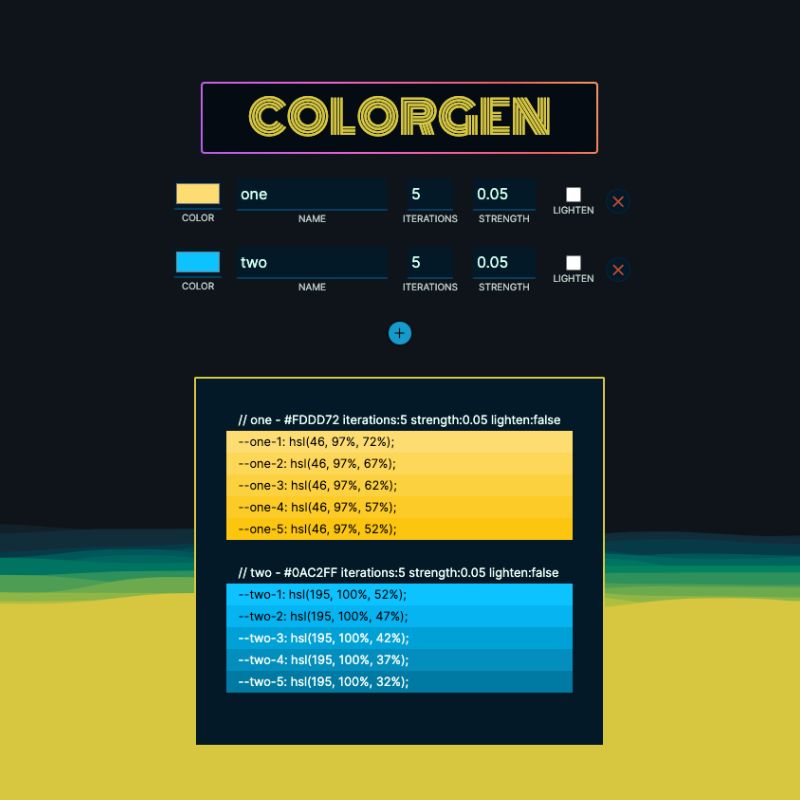 COLORGEN
one 5 0.05
COLOR NAME ITERATIONS STRENGTH LIGHTEN
two 5 0.05
COLOR NAME ITERATIONS STRENGTH LIGHTEN
// one - #FDDD72 iterations:5 strength:0.05 lighten:false
--one-1: hsl(46, 97%, 72%);
--one-2: hsl(46, 97%, 67%);
--one-3: hsl(46, 97%, 62%);
--one-4: hsl(46, 97%, 57%);
--one-5: hsl(46, 97%, 52%);
// two - #0AC2FF iterations:5 strength:0.05 lighten:false
--two-1: hsl(195, 100%, 52%);
--two-2: hsl(195, 100%, 47%);
--two-3: hsl(195, 100%, 42%);
--two-4: hsl(195, 100%, 37%);
--two-5: hsl(195, 100%, 32%);